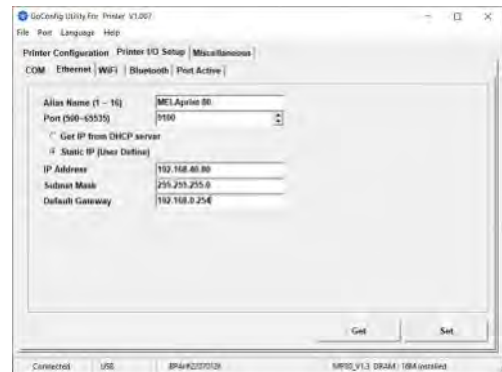 GoConfig Utility For Printer V1.007
File Port Language Help
Printer Configuration Printer I/O Setup Miscellaneous
COM Ethernet WiFi Bluetooth Port Active
Alias Name (1 ~ 16) MELAprint 80
Port (500~65535) 9100
Get IP from DHCP server
Static IP (User Define)
IP Address 192.168.40.80
Subnet Mask 255.255.255.0
Default Gateway 192.168.0.254
Get Set
Connected USB